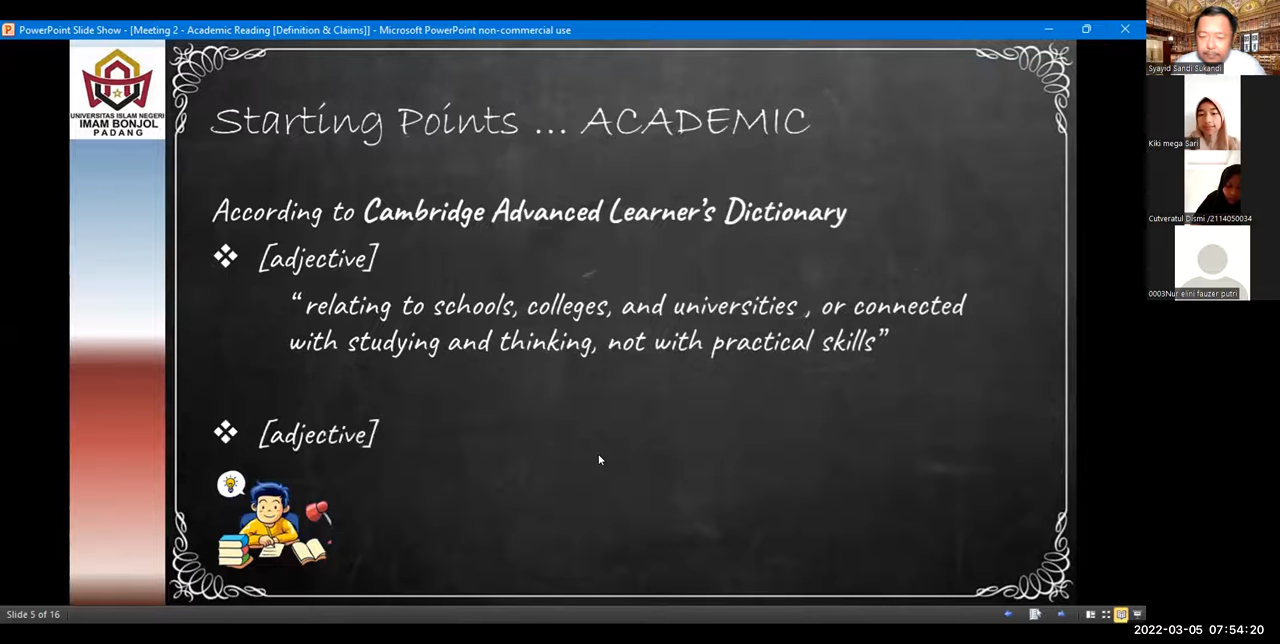 PowerPoint Slide Show - [Meeting 2 - Academic Reading [Definition & Claims]] - Microsoft PowerPoint non-commercial use
UNIVERSITAS ISLAM NEGERI
IMAM BONJOL
PADANG
Starting Points ... ACADEMIC
According to Cambridge Advanced Learner's Dictionary
❖ [adjective]
“relating to schools, colleges, and universities , or connected
with studying and thinking, not with practical skills”
❖ [adjective]
Syayid Sandi Sukandi
Kiki mega Sari
Cutveratul Dismi /2114050034
0003Nur elini fauzer putri
Slide 5 of 16
2022-03-05 07:54:20